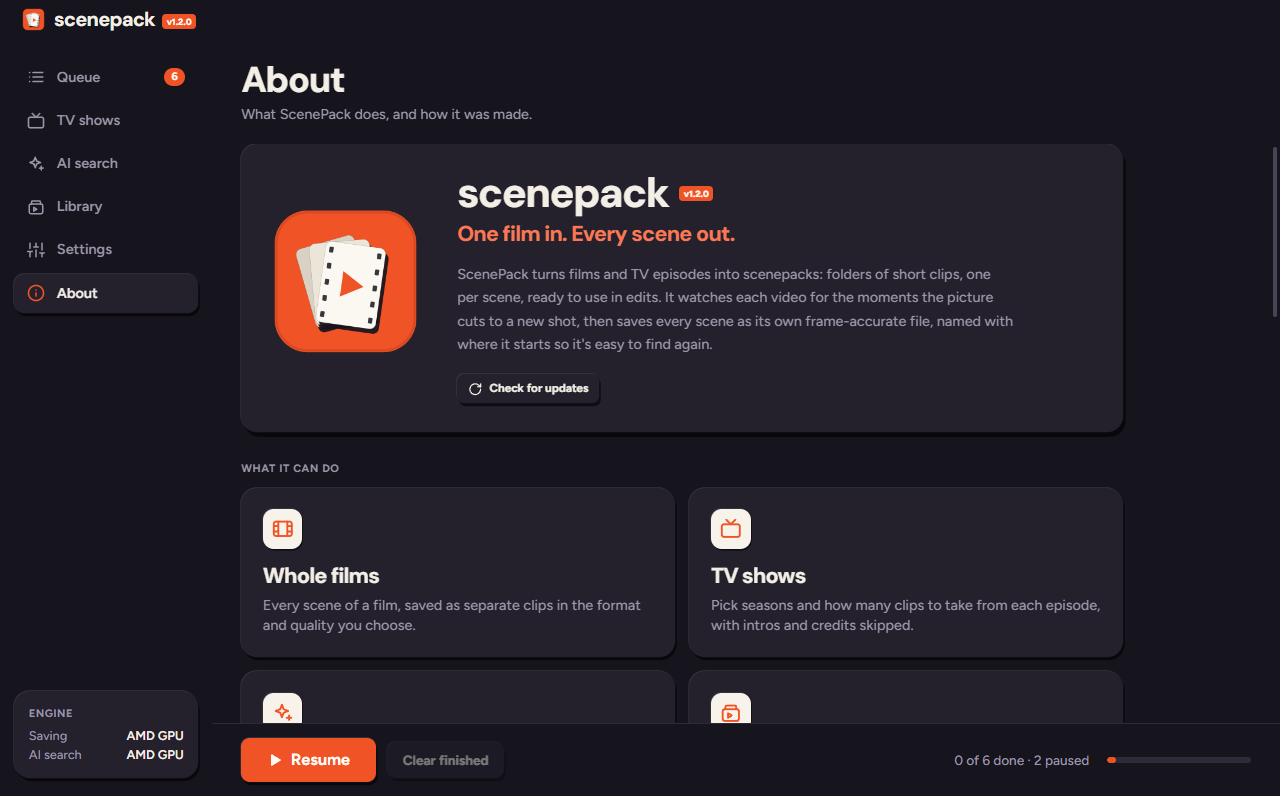 scenepack v1.2.0
Queue 6
TV shows
AI search
Library
Settings
About
ENGINE
Saving AMD GPU
AI search AMD GPU
About
What ScenePack does, and how it was made.
scenepack v1.2.0
One film in. Every scene out.
ScenePack turns films and TV episodes into scenepacks: folders of short clips, one
per scene, ready to use in edits. It watches each video for the moments the picture
cuts to a new shot, then saves every scene as its own frame-accurate file, named with
where it starts so it's easy to find again.
Check for updates
WHAT IT CAN DO
Whole films
Every scene of a film, saved as separate clips in the format
and quality you choose.
TV shows
Pick seasons and how many clips to take from each episode,
with intros and credits skipped.
Resume
Clear finished
0 of 6 done · 2 paused